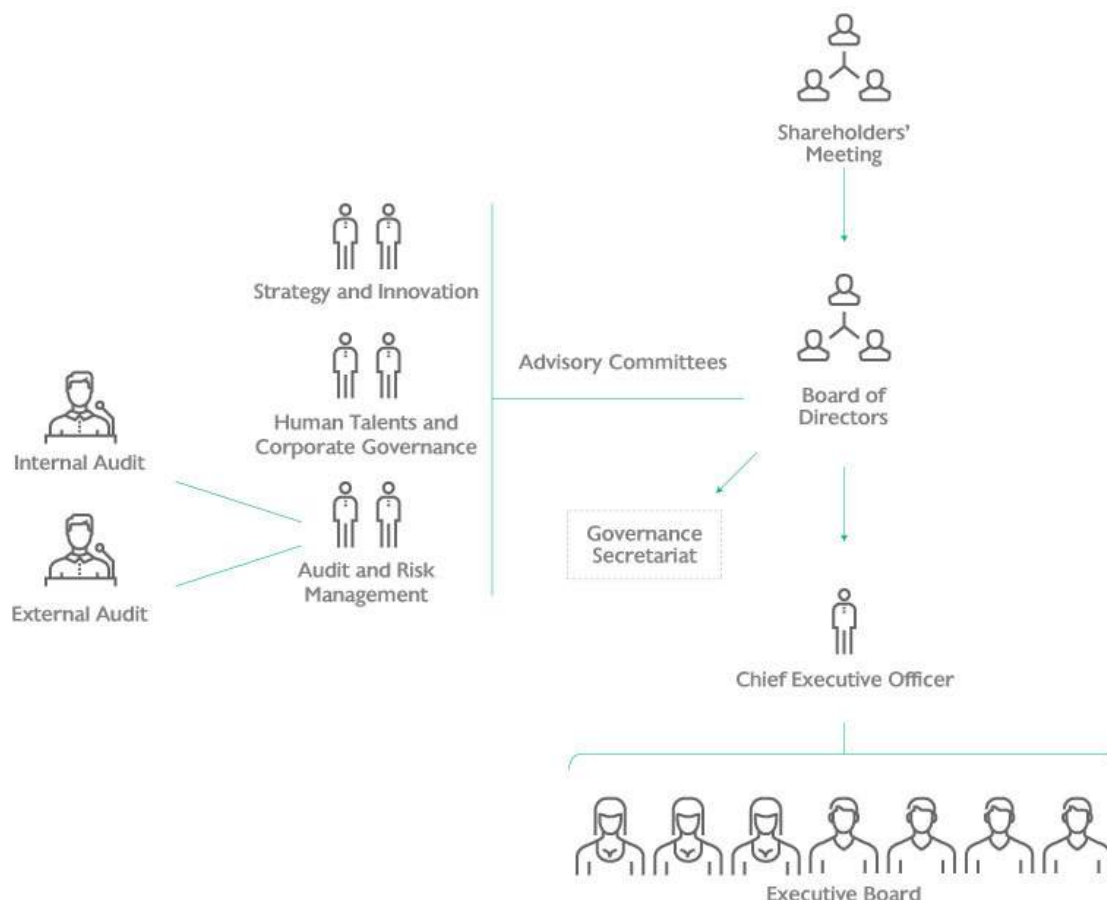 Shareholders'
Meeting
Strategy and Innovation
Advisory Committees
Human Talents and
Corporate Governance
Board of
Directors
Internal Audit
Governance
Secretariat
Audit and Risk
Management
External Audit
Chief Executive Officer
Executive Board